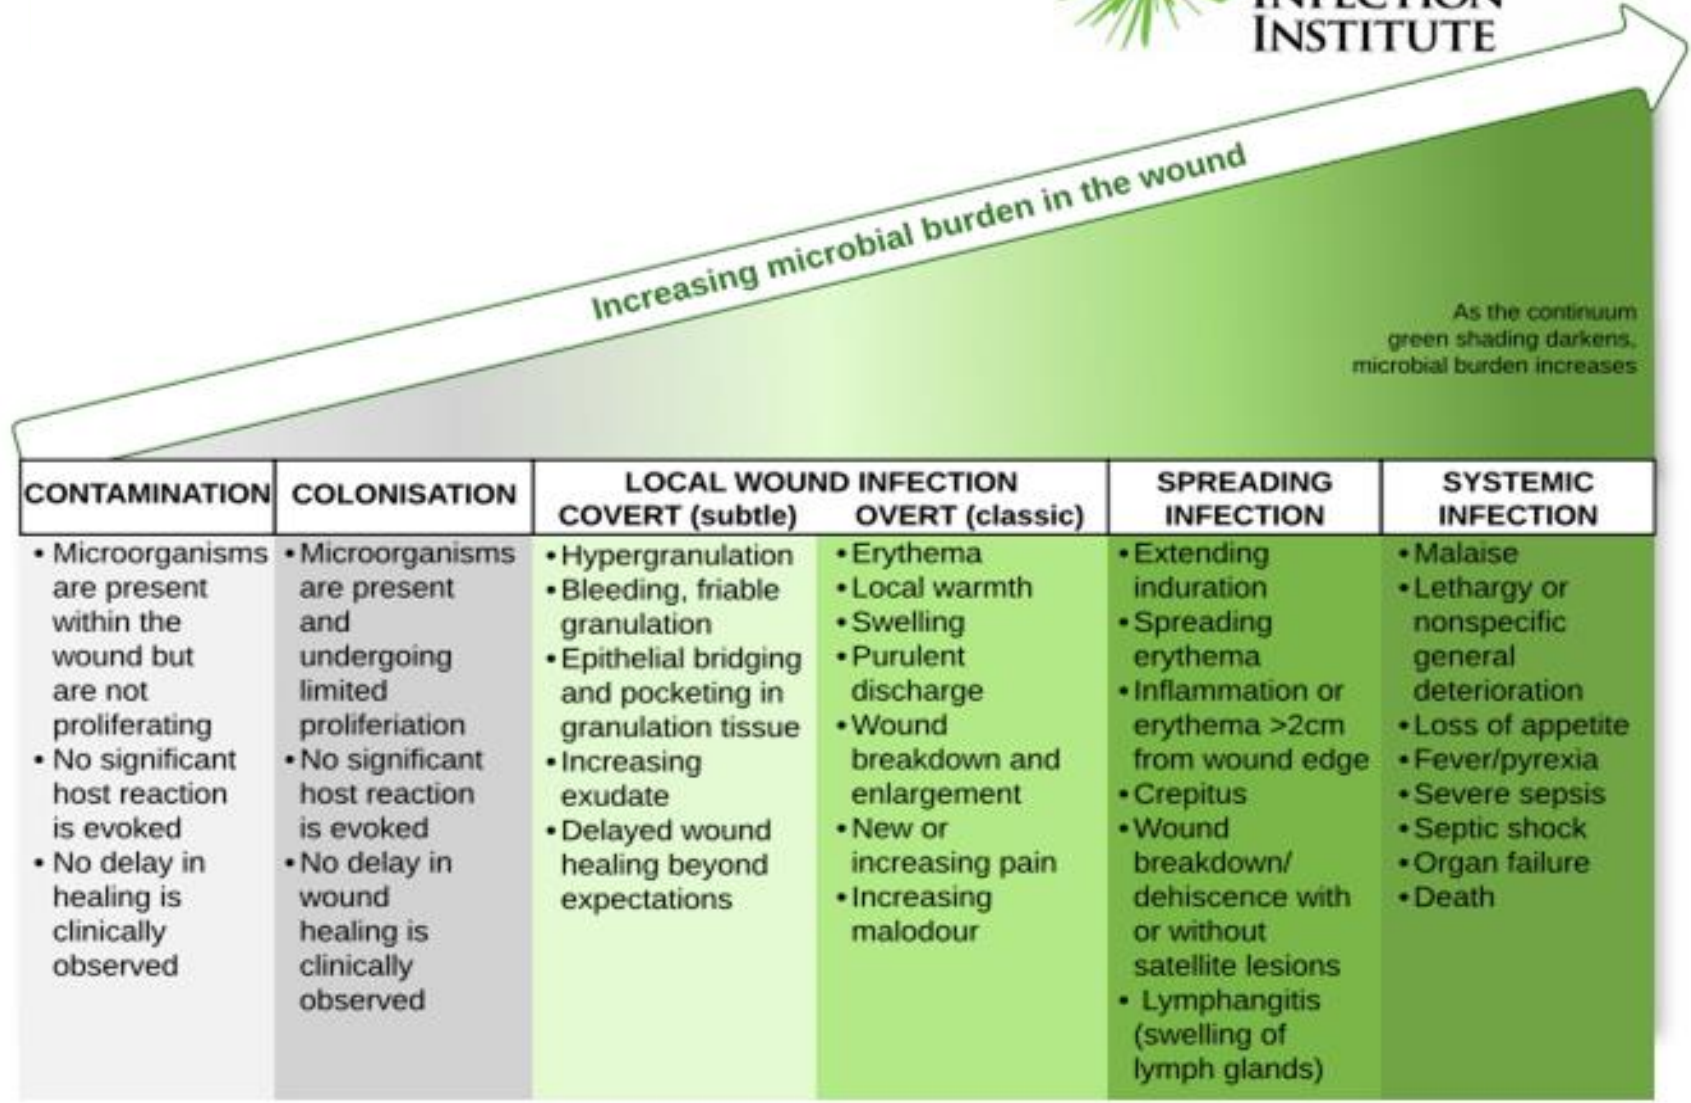 INFECTION
INSTITUTE
Increasing microbial burden in the wound
As the continuum
green shading darkens,
microbial burden increases
CONTAMINATION
• Microorganisms
are present
within the
wound but
are not
proliferating
• No significant
host reaction
is evoked
• No delay in
healing is
clinically
observed
COLONISATION
• Microorganisms
are present
and
undergoing
limited
proliferiation
• No significant
host reaction
is evoked
• No delay in
wound
healing is
clinically
observed
LOCAL WOUND INFECTION
COVERT (subtle)
• Hypergranulation
• Bleeding, friable
granulation
• Epithelial bridging
and pocketing in
granulation tissue
• Increasing
exudate
• Delayed wound
healing beyond
expectations
OVERT (classic)
• Erythema
• Local warmth
• Swelling
• Purulent
discharge
• Wound
breakdown and
enlargement
• New or
increasing pain
• Increasing
malodour
SPREADING
INFECTION
• Extending
induration
• Spreading
erythema
• Inflammation or
erythema >2cm
from wound edge
• Crepitus
• Wound
breakdown/
dehiscence with
or without
satellite lesions
• Lymphangitis
(swelling of
lymph glands)
SYSTEMIC
INFECTION
• Malaise
• Lethargy or
nonspecific
general
deterioration
• Loss of appetite
• Fever/pyrexia
• Severe sepsis
• Septic shock
• Organ failure
• Death